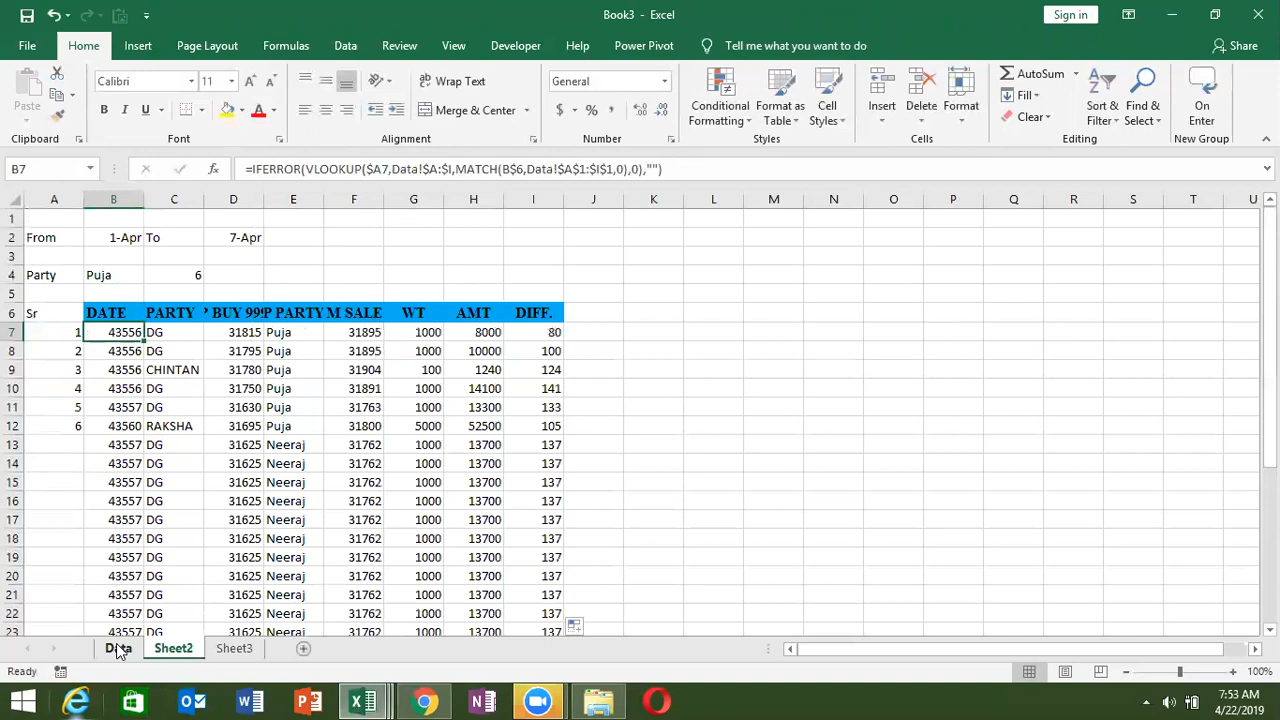 Book3 - Excel
Sign in
File Home Insert Page Layout Formulas Data Review View Developer Help Power Pivot Tell me what you want to do Share
Calibri 11 Wrap Text General AutoSum
Paste B I U Merge & Center $ % Conditional Formatting Format as Table Cell Styles Insert Delete Format Fill Clear Sort & Filter Find & Select On Enter
Clipboard Font Alignment Number Styles Cells Editing New Group
B7 fx =IFERROR(VLOOKUP($A7,Data!$A:$I,MATCH(B$6,Data!$A$1:$I$1,0),0),"")
A B C D E F G H I J K L M N O P Q R S T U
1
2 From 1-Apr To 7-Apr
3
4 Party Puja 6
5
6 Sr DATE PARTY P BUY 999 P PARTY M SALE WT AMT DIFF.
7 1 43556 DG 31815 Puja 31895 1000 8000 80
8 2 43556 DG 31795 Puja 31895 1000 10000 100
9 3 43556 CHINTAN 31780 Puja 31904 100 1240 124
10 4 43556 DG 31750 Puja 31891 1000 14100 141
11 5 43557 DG 31630 Puja 31763 1000 13300 133
12 6 43560 RAKSHA 31695 Puja 31800 5000 52500 105
13 43557 DG 31625 Neeraj 31762 1000 13700 137
14 43557 DG 31625 Neeraj 31762 1000 13700 137
15 43557 DG 31625 Neeraj 31762 1000 13700 137
16 43557 DG 31625 Neeraj 31762 1000 13700 137
17 43557 DG 31625 Neeraj 31762 1000 13700 137
18 43557 DG 31625 Neeraj 31762 1000 13700 137
19 43557 DG 31625 Neeraj 31762 1000 13700 137
20 43557 DG 31625 Neeraj 31762 1000 13700 137
21 43557 DG 31625 Neeraj 31762 1000 13700 137
22 43557 DG 31625 Neeraj 31762 1000 13700 137
23 43557 DG 31625 Neeraj 31762 1000 13700 137
Data Sheet2 Sheet3
Ready 100%
7:53 AM
4/22/2019